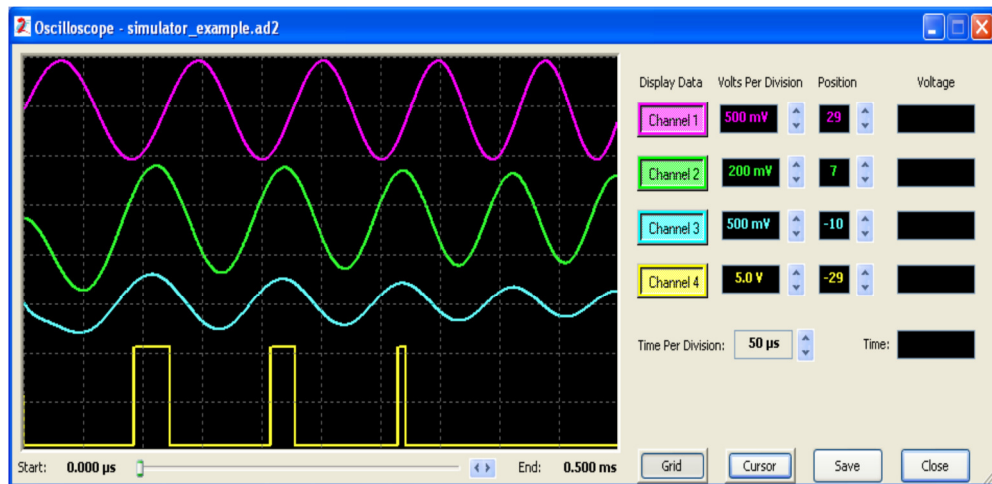 Oscilloscope - simulator_example.ad2
Display Data Volts Per Division Position Voltage
Channel 1 500 mV 29
Channel 2 200 mV 7
Channel 3 500 mV -10
Channel 4 5.0 V -29
Time Per Division: 50 µs Time:
Start: 0.000 µs End: 0.500 ms Grid Cursor Save Close